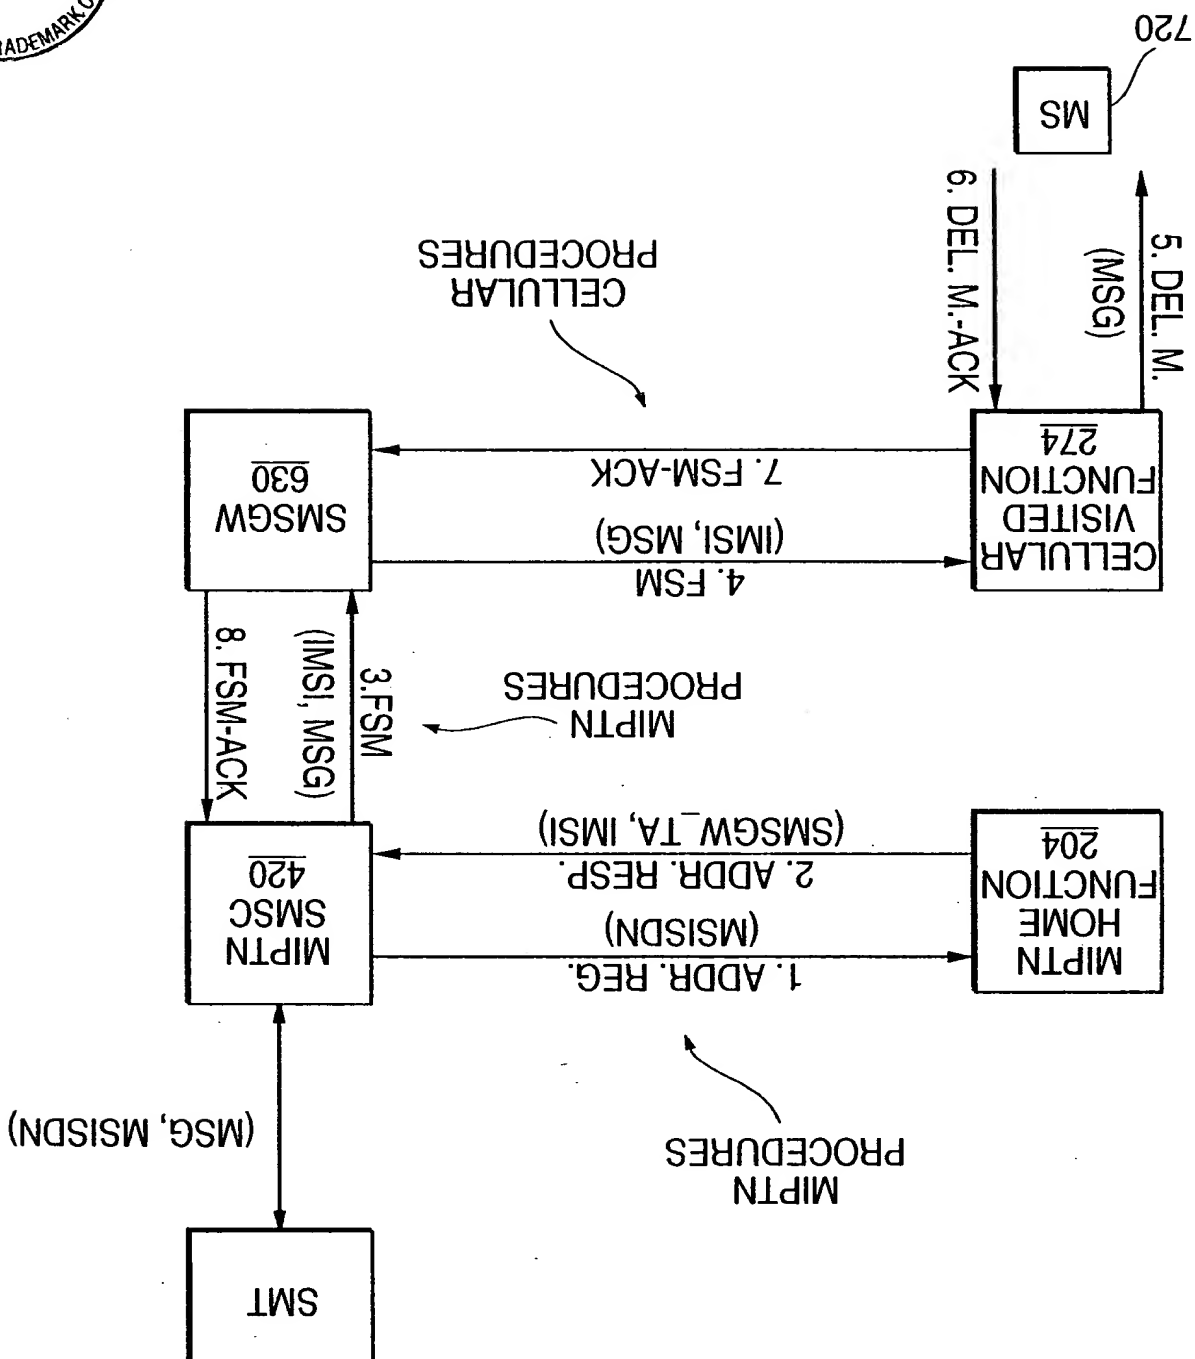 SMT
MIPTN
PROCEDURES
(MSG, MSISDN)
MIPTN
HOME
FUNCTION
204
1. ADDR. REG.
(MSISDN)
2. ADDR. RESP.
(SMSGW_TA, IMSI)
MIPTN
SMSC
420
MIPTN
PROCEDURES
3.FSM
(IMSI, MSG)
8. FSM-ACK
CELLULAR
VISITED
FUNCTION
274
4. FSM
(IMSI, MSG)
7. FSM-ACK
SMSGW
630
CELLULAR
PROCEDURES
5. DEL. M.
(MSG)
6. DEL. M.-ACK
MS
720
RADEMARK